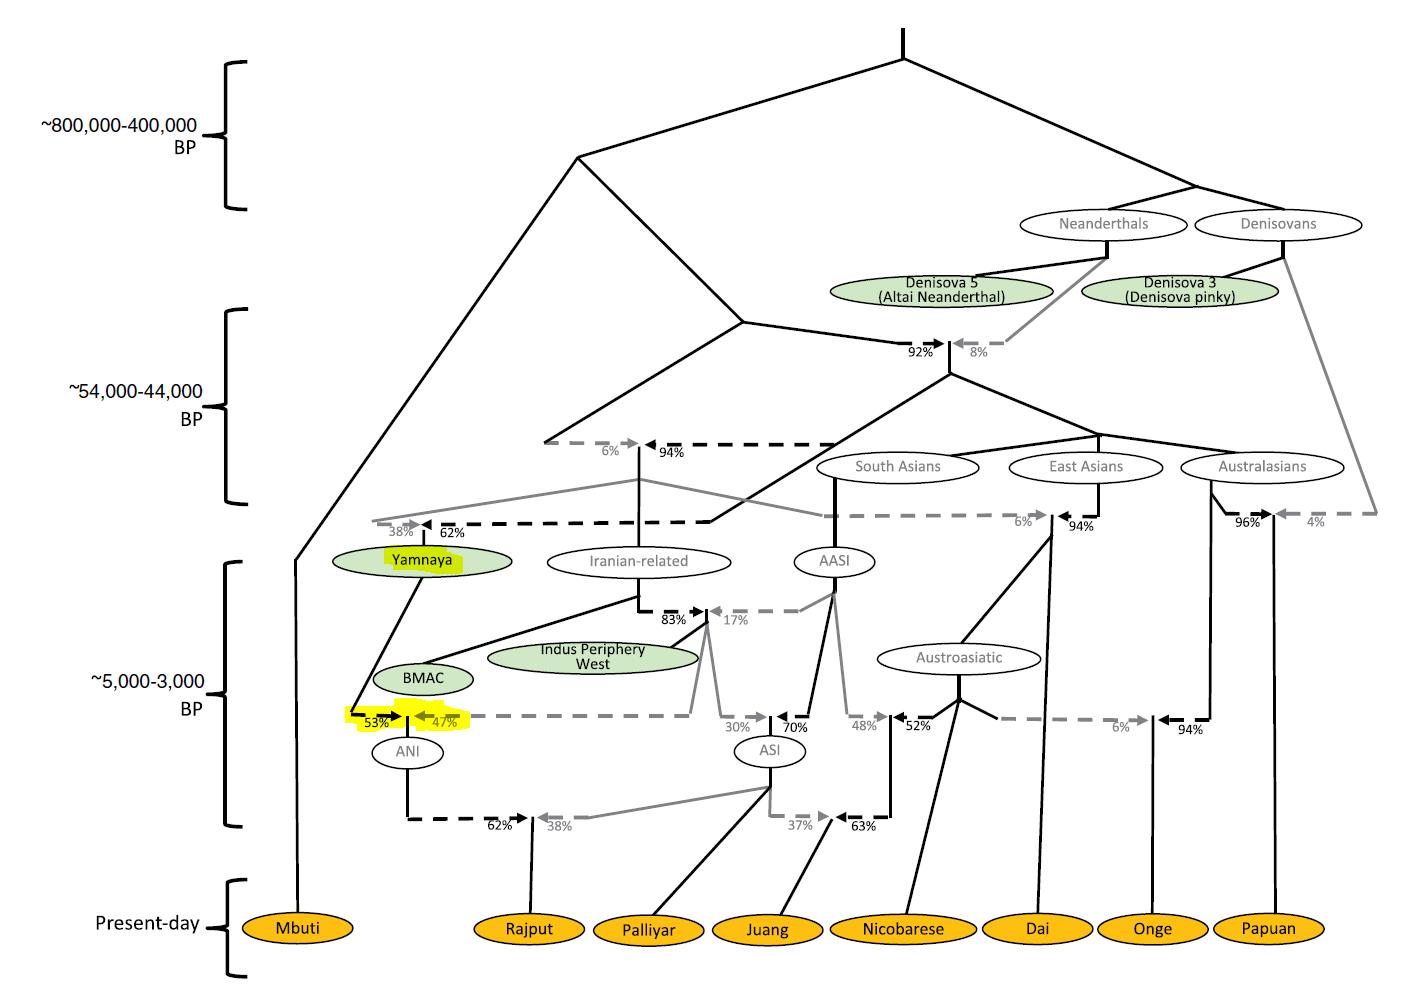 ~800,000-400,000
BP
Neanderthals
Denisovans
Denisova 5
(Altai Neanderthal)
Denisova 3
(Denisova pinky)
92%
8%
~54,000-44,000
BP
6%
94%
South Asians
East Asians
Australasians
38%
62%
6%
94%
96%
4%
Yamnaya
Iranian-related
AASI
83%
17%
Indus Periphery
West
Austroasiatic
BMAC
~5,000-3,000
BP
53%
47%
30%
70%
48%
52%
6%
94%
ANI
ASI
62%
38%
37%
63%
Present-day
Mbuti
Rajput
Palliyar
Juang
Nicobarese
Dai
Onge
Papuan